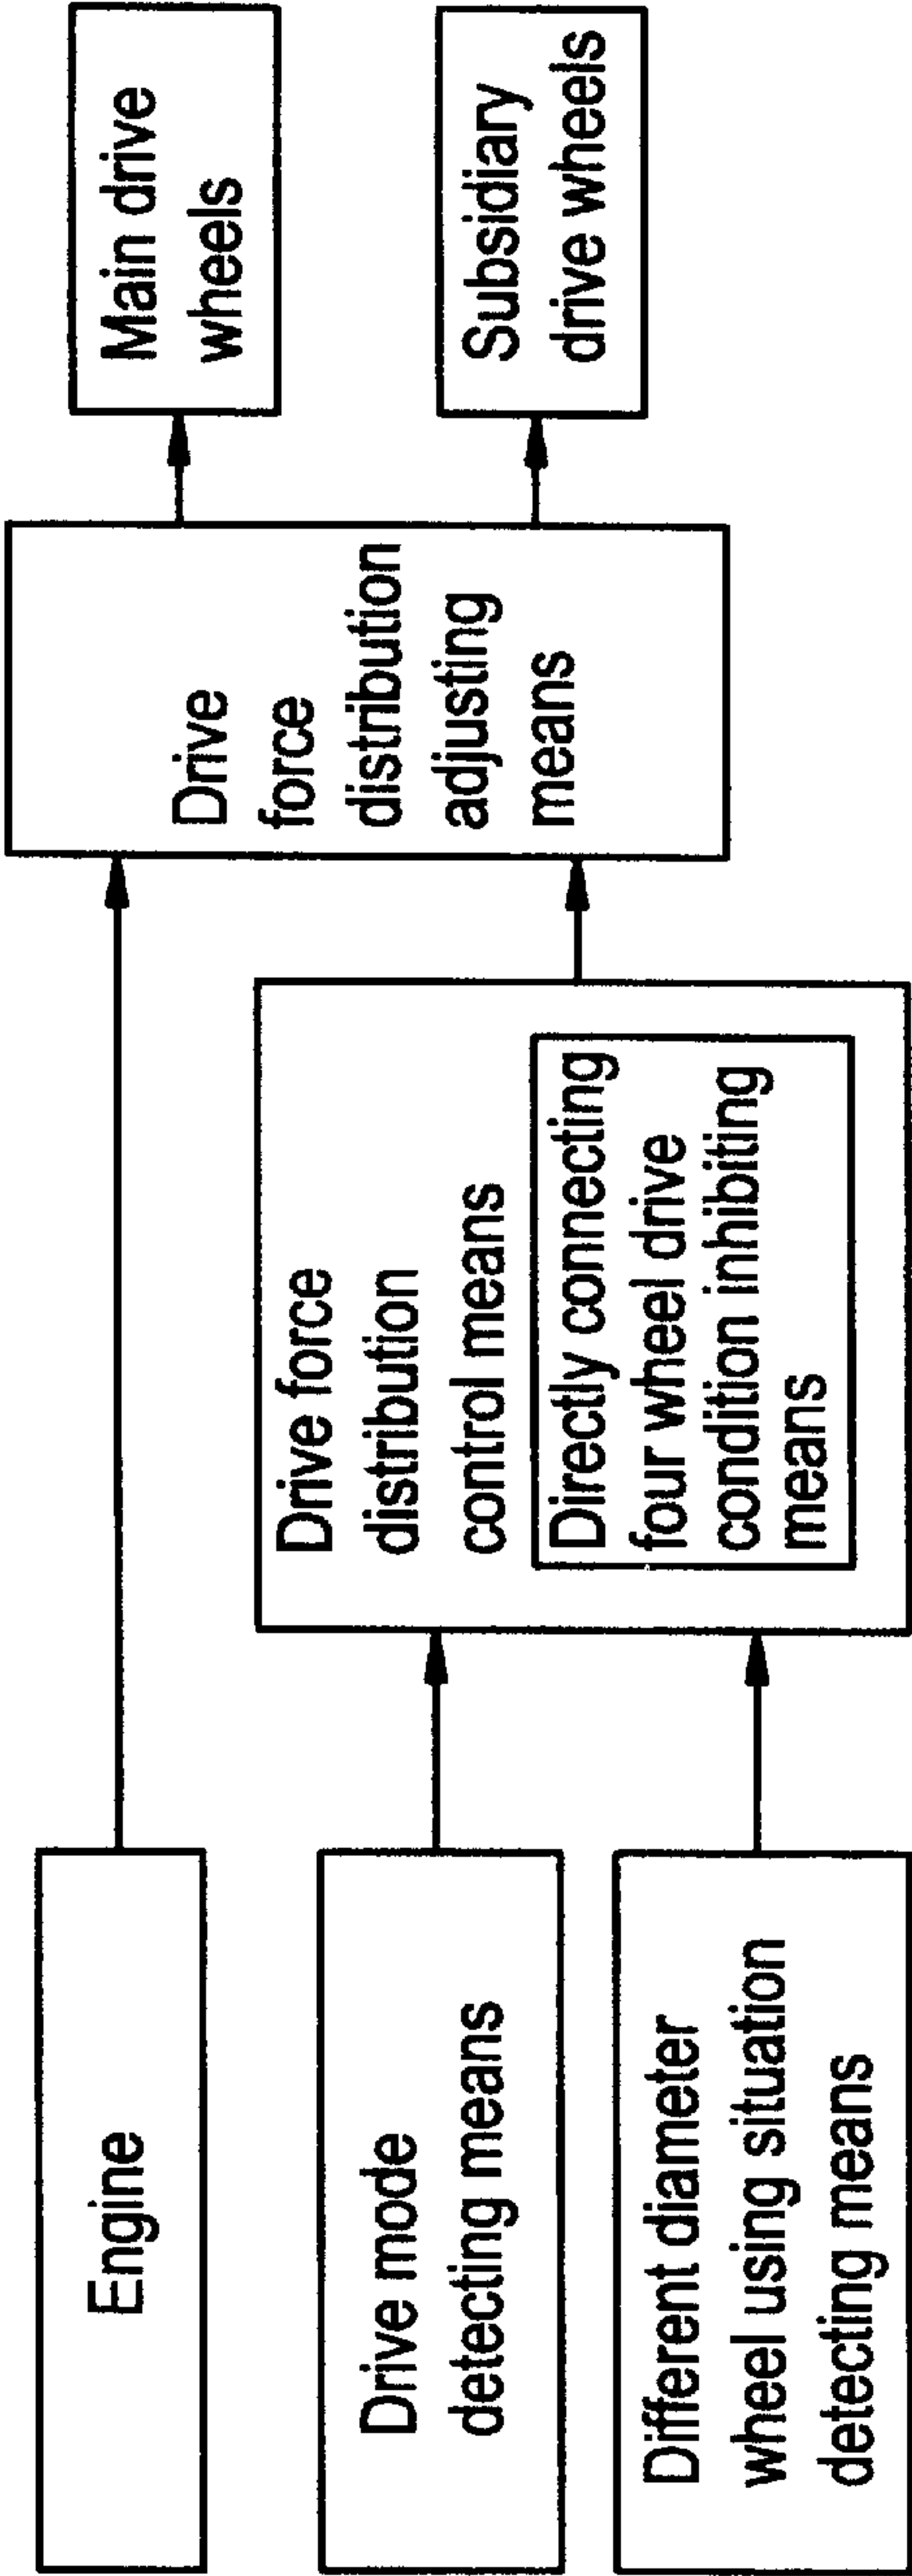 Engine
Drive mode
detecting means
Different diameter
wheel using situation
detecting means
Drive force
distribution
control means
Directly connecting
four wheel drive
condition inhibiting
means
Drive
force
distribution
adjusting
means
Main drive
wheels
Subsidiary
drive wheels